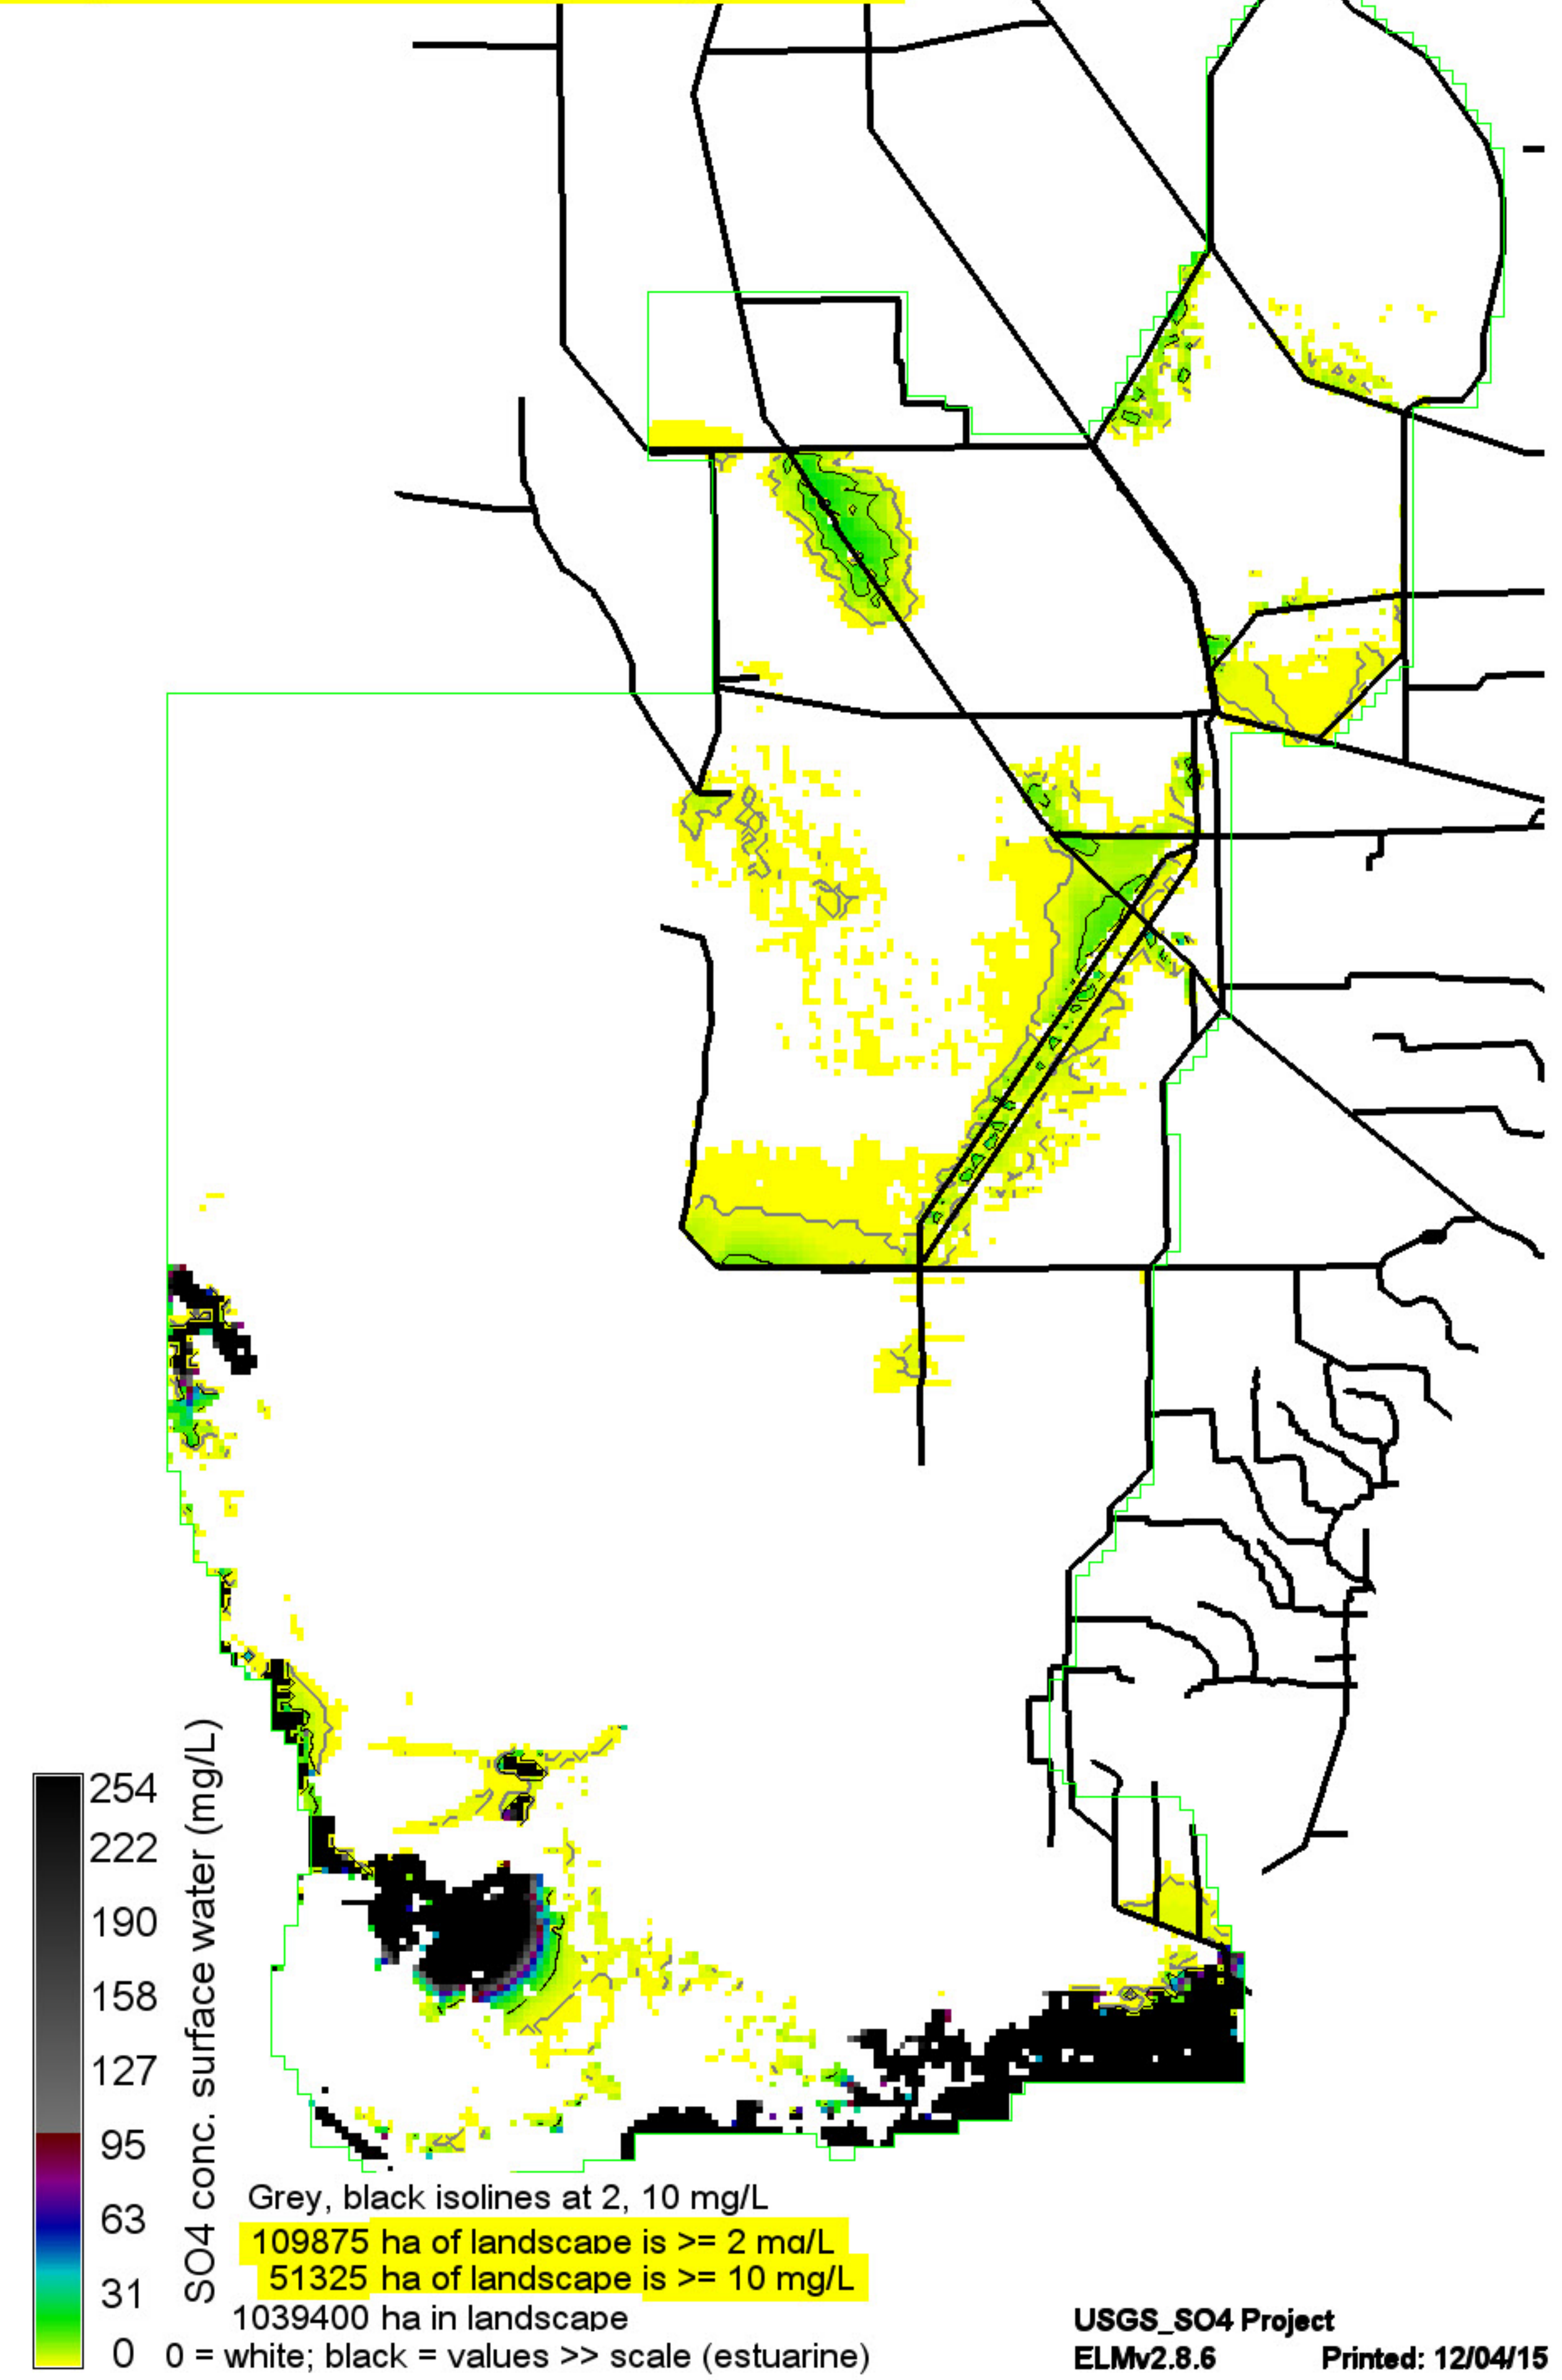 254
222
190
158
127
95
63
31
0
SO4 conc. surface water (mg/L)
Grey, black isolines at 2, 10 mg/L
109875 ha of landscape is >= 2 mg/L
51325 ha of landscape is >= 10 mg/L
1039400 ha in landscape
0 = white; black = values >> scale (estuarine)
USGS_SO4 Project
ELMv2.8.6 Printed: 12/04/15